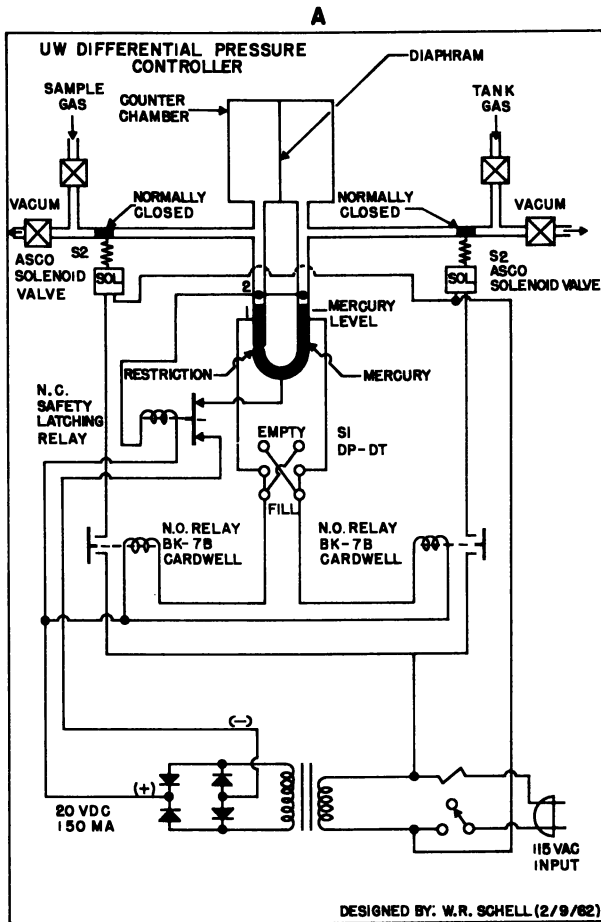 A
UW DIFFERENTIAL PRESSURE
CONTROLLER
DIAPHRAM
SAMPLE
GAS
COUNTER
CHAMBER
TANK
GAS
VACUM
NORMALLY
CLOSED
NORMALLY
CLOSED
VACUM
S2
ASCO
SOLENOID
VALVE
SOL
SOL
S2
ASCO
SOLENOID VALVE
2
1
MERCURY
LEVEL
RESTRICTION
MERCURY
N.C.
SAFETY
LATCHING
RELAY
EMPTY
S1
DP-DT
FILL
N.O. RELAY
BK-7B
CARDWELL
N.O. RELAY
BK-7B
CARDWELL
(-)
(+)
20 VDC
150 MA
115 VAC
INPUT
DESIGNED BY: W.R. SCHELL (2/9/62)